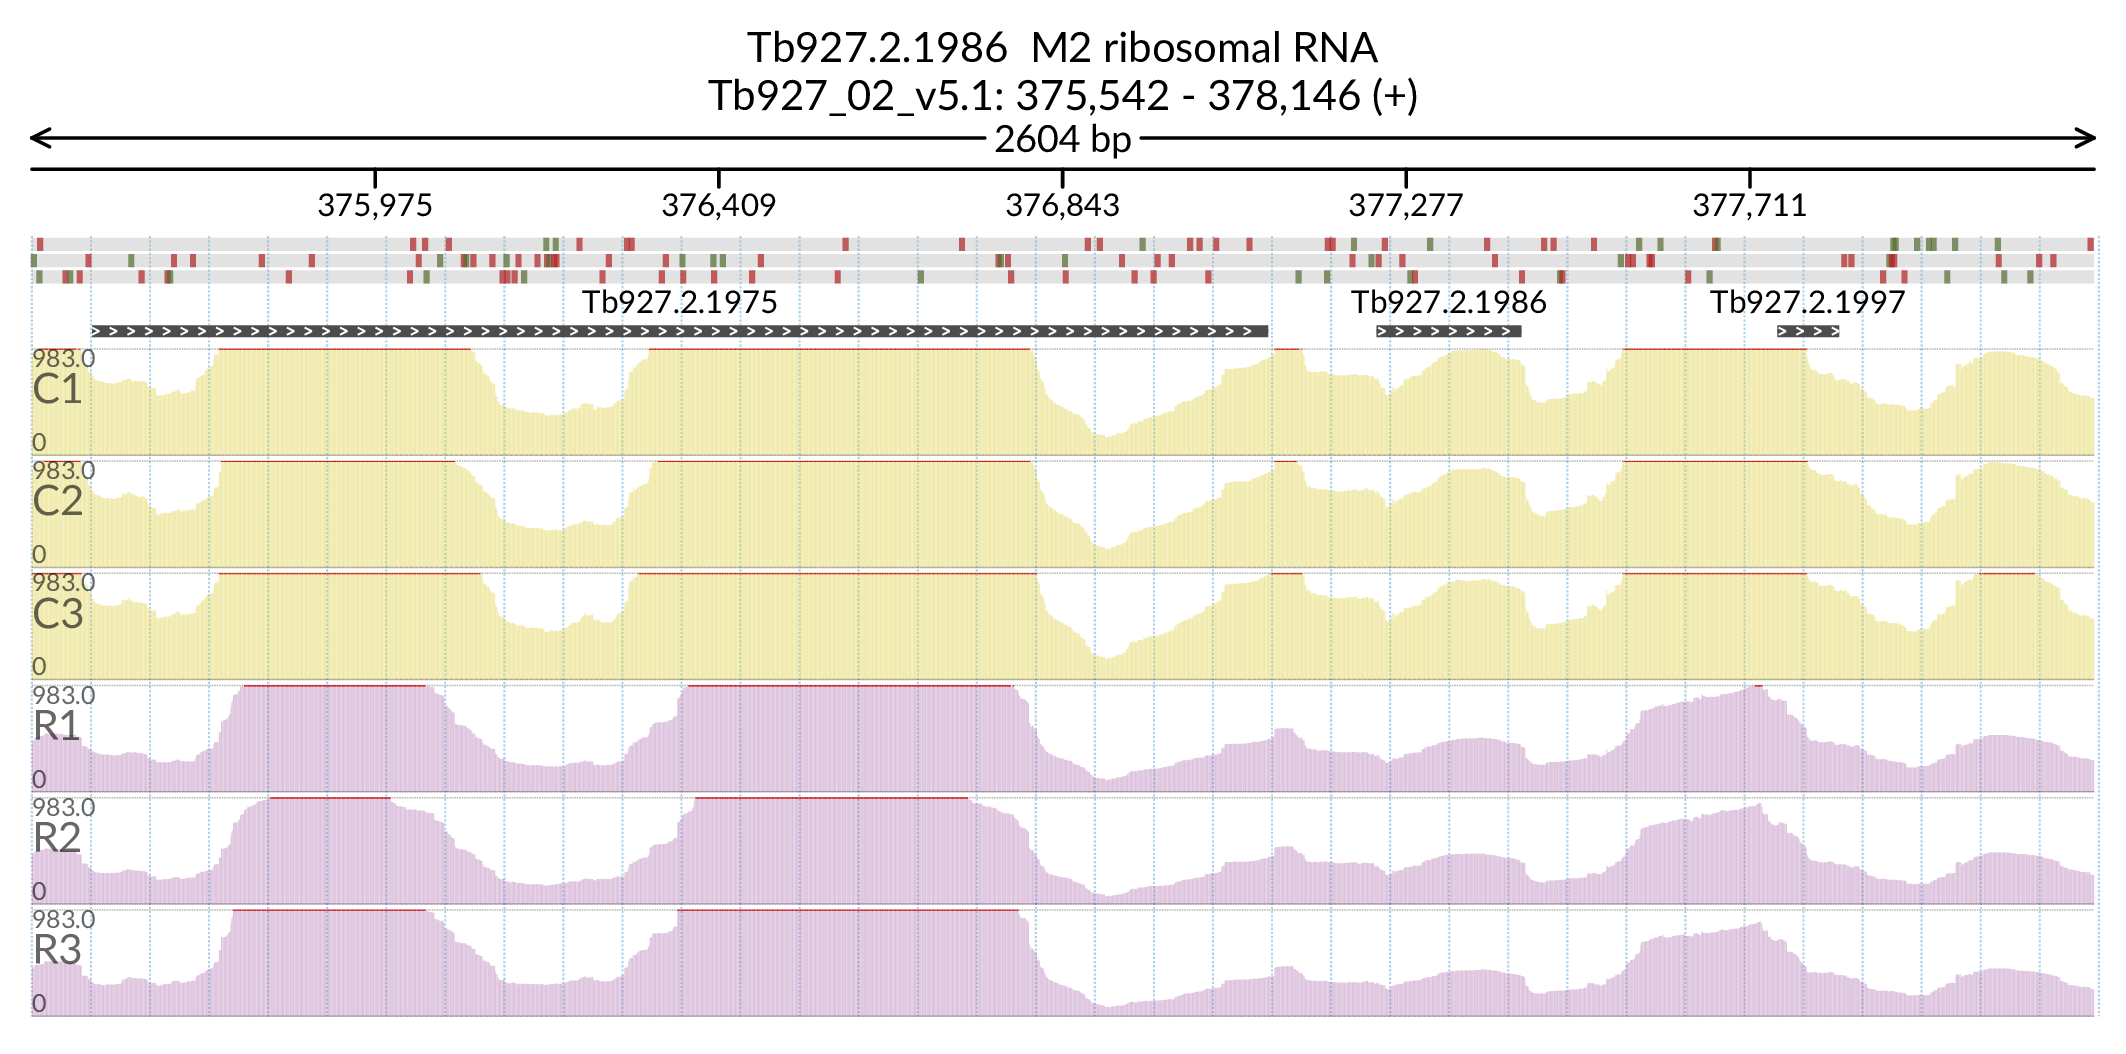 Tb927.2.1986 M2 ribosomal RNA
Tb927_02_v5.1: 375,542 - 378,146 (+)
2604 bp
375,975 376,409 376,843 377,277 377,711
Tb927.2.1975 Tb927.2.1986 Tb927.2.1997
983.0
C1
0
983.0
C2
0
983.0
C3
0
983.0
R1
0
983.0
R2
0
983.0
R3
0